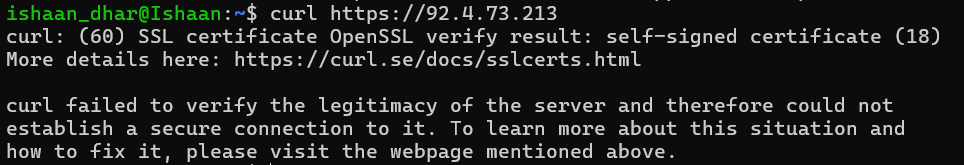 ishaan_dhar@Ishaan:~$ curl https://92.4.73.213
curl: (60) SSL certificate OpenSSL verify result: self-signed certificate (18)
More details here: https://curl.se/docs/sslcerts.html

curl failed to verify the legitimacy of the server and therefore could not
establish a secure connection to it. To learn more about this situation and
how to fix it, please visit the webpage mentioned above.